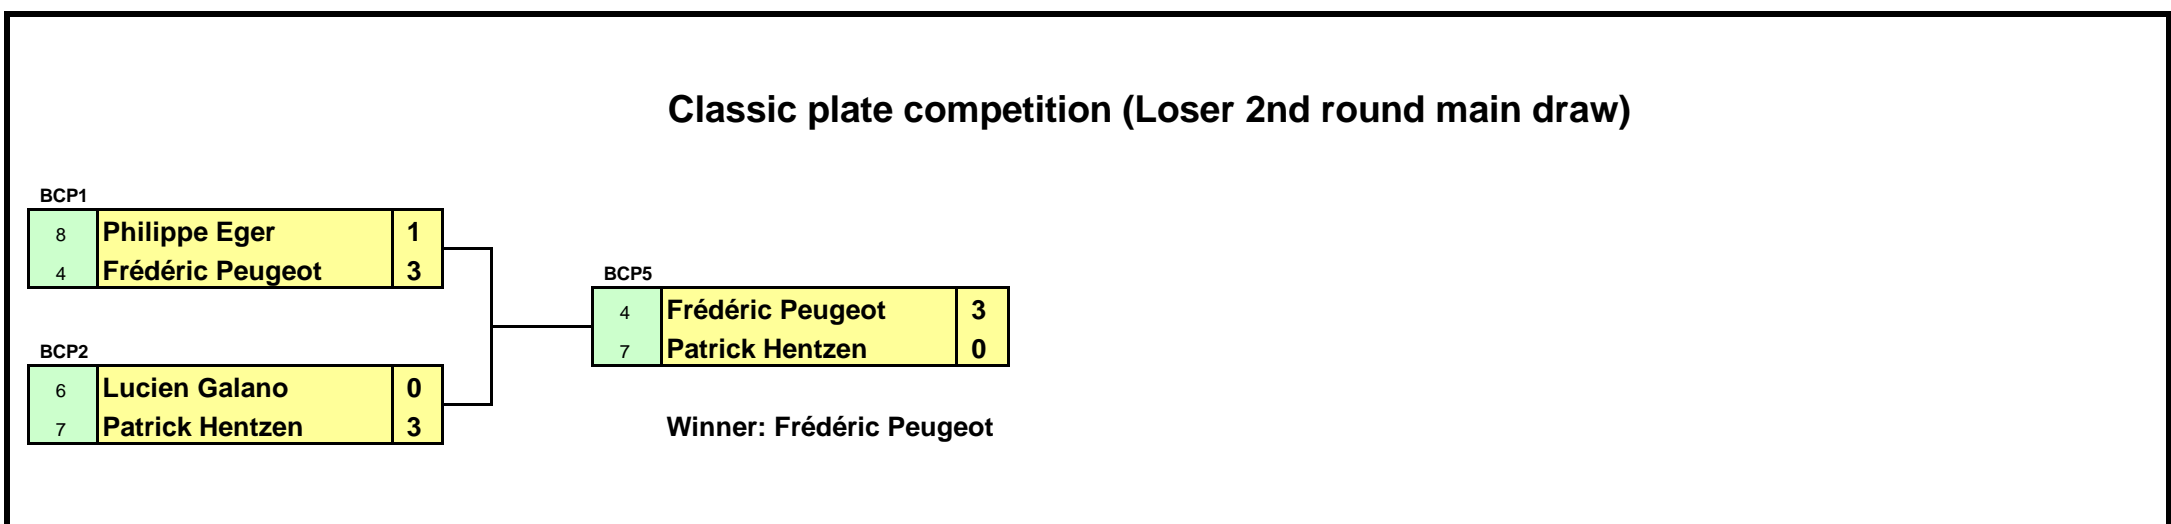 Classic plate competition (Loser 2nd round main draw)
BCP1
8 Philippe Eger 1
4 Frédéric Peugeot 3
BCP2
6 Lucien Galano 0
7 Patrick Hentzen 3
BCP5
4 Frédéric Peugeot 3
7 Patrick Hentzen 0
Winner: Frédéric Peugeot